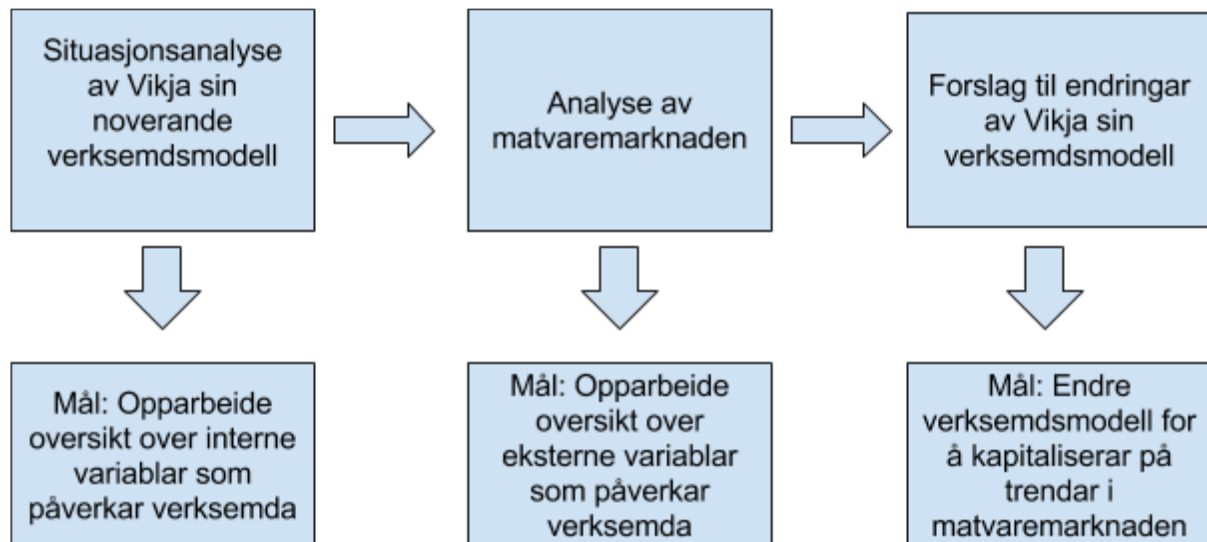 Situasjonsanalyse
av Vikja sin
noverande
verksemdsmodell
Analyse av
matvaremarknaden
Forslag til endringar
av Vikja sin
verksemdsmodell
Mål: Opparbeide
oversikt over interne
variablar som
påverkar verksemda
Mål: Opparbeide
oversikt over
eksterne variablar
som påverkar
verksemda
Mål: Endre
verksemdsmodell for
å kapitaliserar på
trendar i
matvaremarknaden